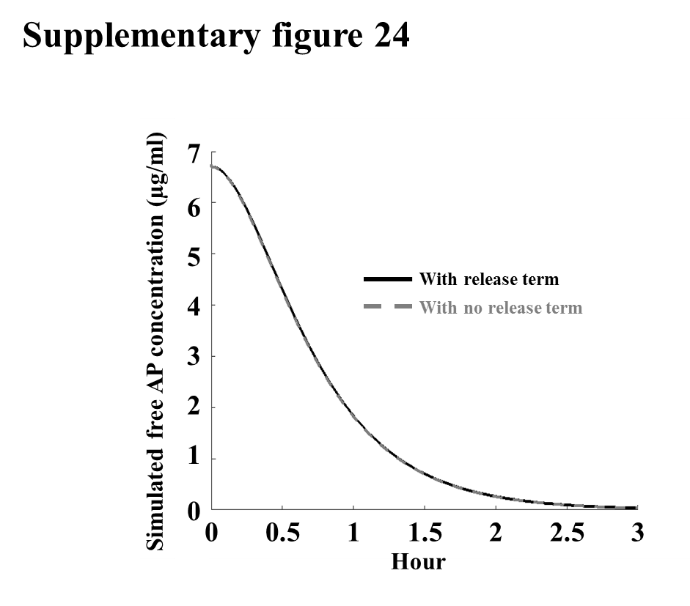 Supplementary figure 24
Simulated free AP concentration (µg/ml)
7
6
5
4
3
2
1
0
With release term
With no release term
0 0.5 1 1.5 2 2.5 3
Hour